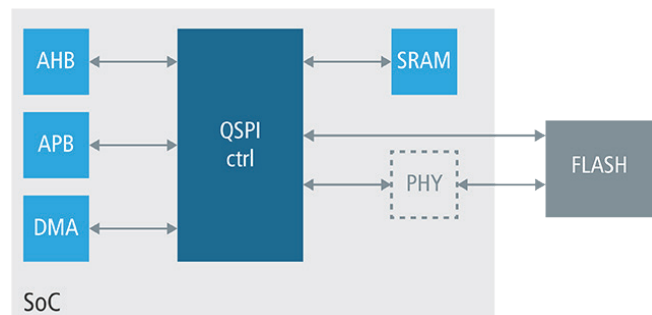 AHB
SRAM
QSPI
ctrl
APB
PHY
FLASH
DMA
SoC